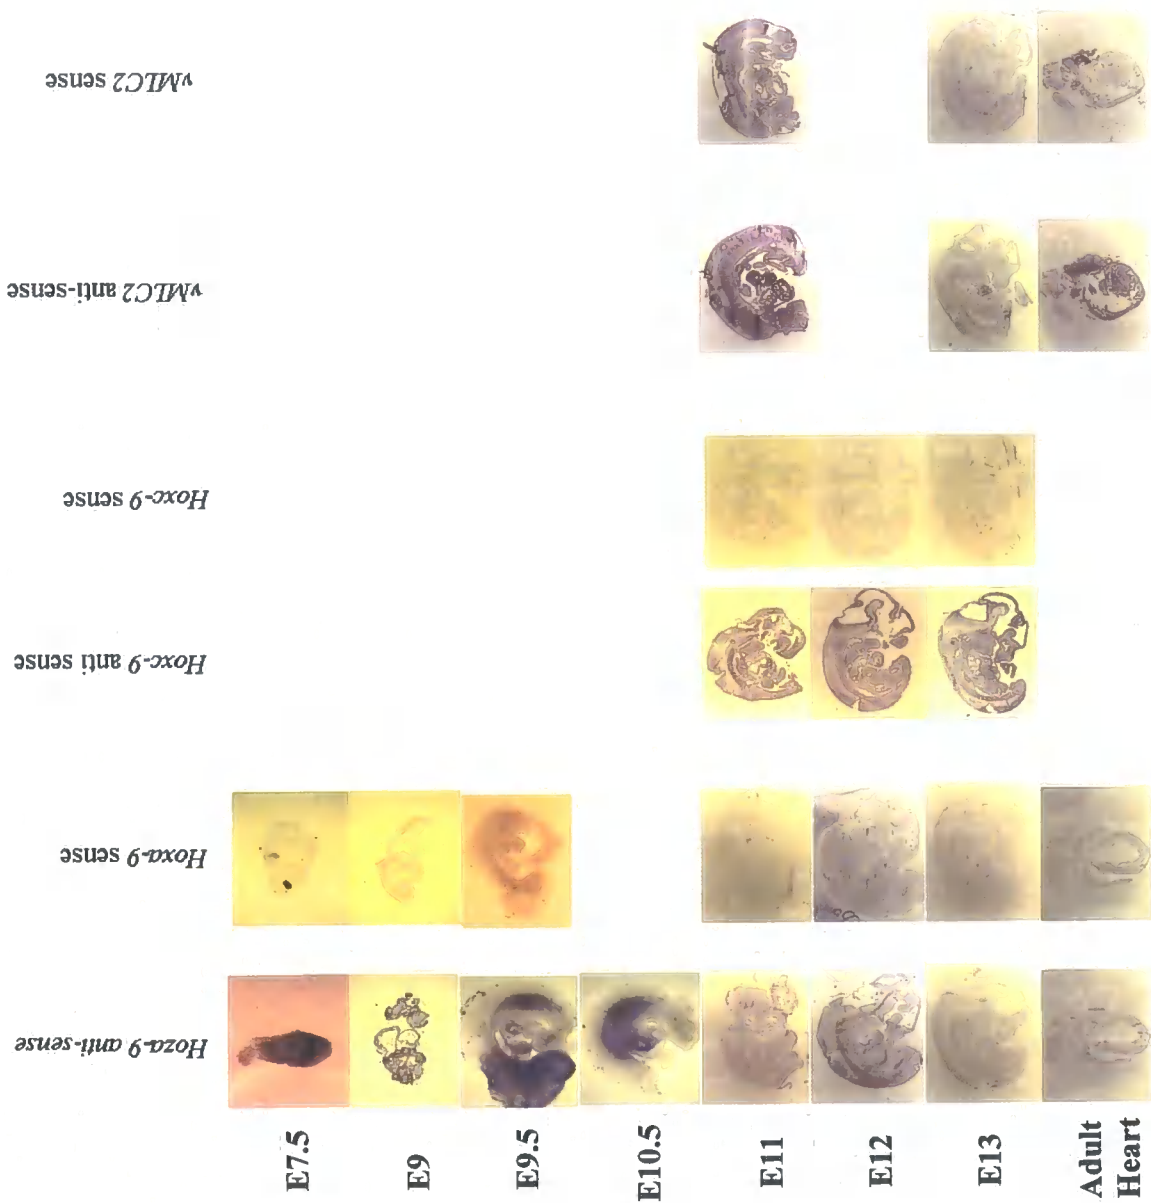 vMLC2 sense
vMLC2 anti-sense
Hoxc-9 sense
Hoxc-9 anti sense
Hoxa-9 sense
Hoza-9 anti-sense
E7.5
E9
E9.5
E10.5
E11
E12
E13
Adult
Heart